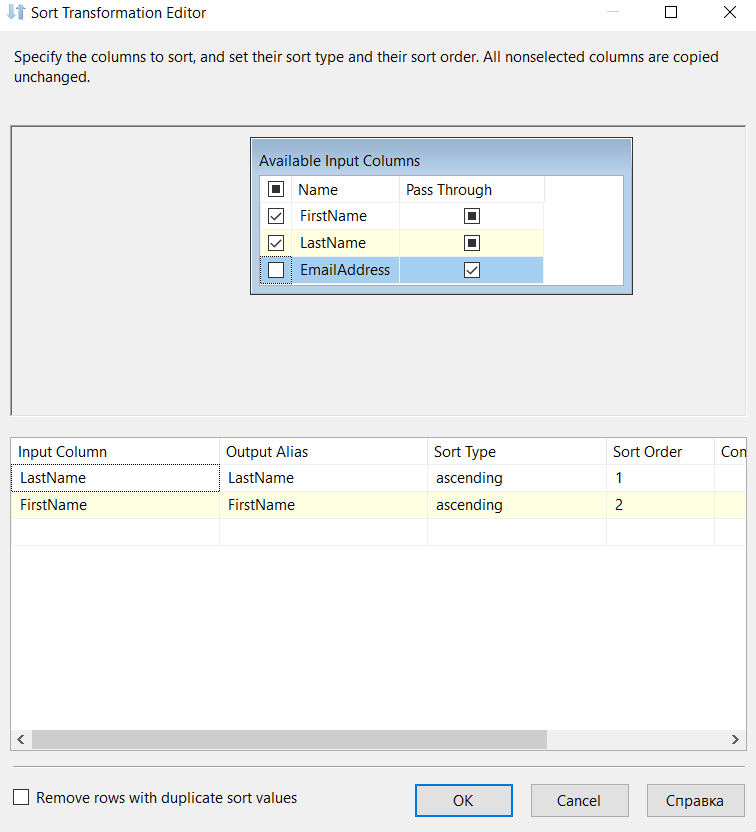 Sort Transformation Editor
Specify the columns to sort, and set their sort type and their sort order. All nonselected columns are copied
unchanged.
Available Input Columns
Name Pass Through
FirstName
LastName
EmailAddress
Input Column Output Alias Sort Type Sort Order Com
LastName LastName ascending 1
FirstName FirstName ascending 2
Remove rows with duplicate sort values OK Cancel Справка